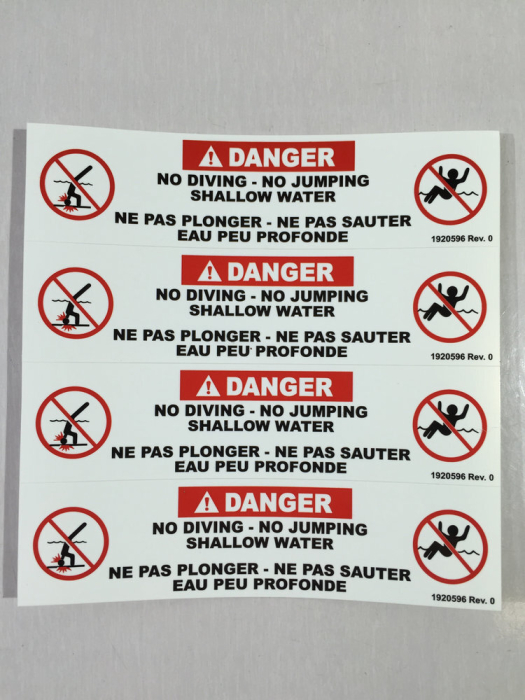 DANGER
NO DIVING - NO JUMPING
SHALLOW WATER
NE PAS PLONGER - NE PAS SAUTER
EAU PEU PROFONDE
1920596 Rev. 0
DANGER
NO DIVING - NO JUMPING
SHALLOW WATER
NE PAS PLONGER - NE PAS SAUTER
EAU PEU PROFONDE
1920596 Rev. 0
DANGER
NO DIVING - NO JUMPING
SHALLOW WATER
NE PAS PLONGER - NE PAS SAUTER
EAU PEU PROFONDE
1920596 Rev. 0
DANGER
NO DIVING - NO JUMPING
SHALLOW WATER
NE PAS PLONGER - NE PAS SAUTER
EAU PEU PROFONDE
1920596 Rev. 0